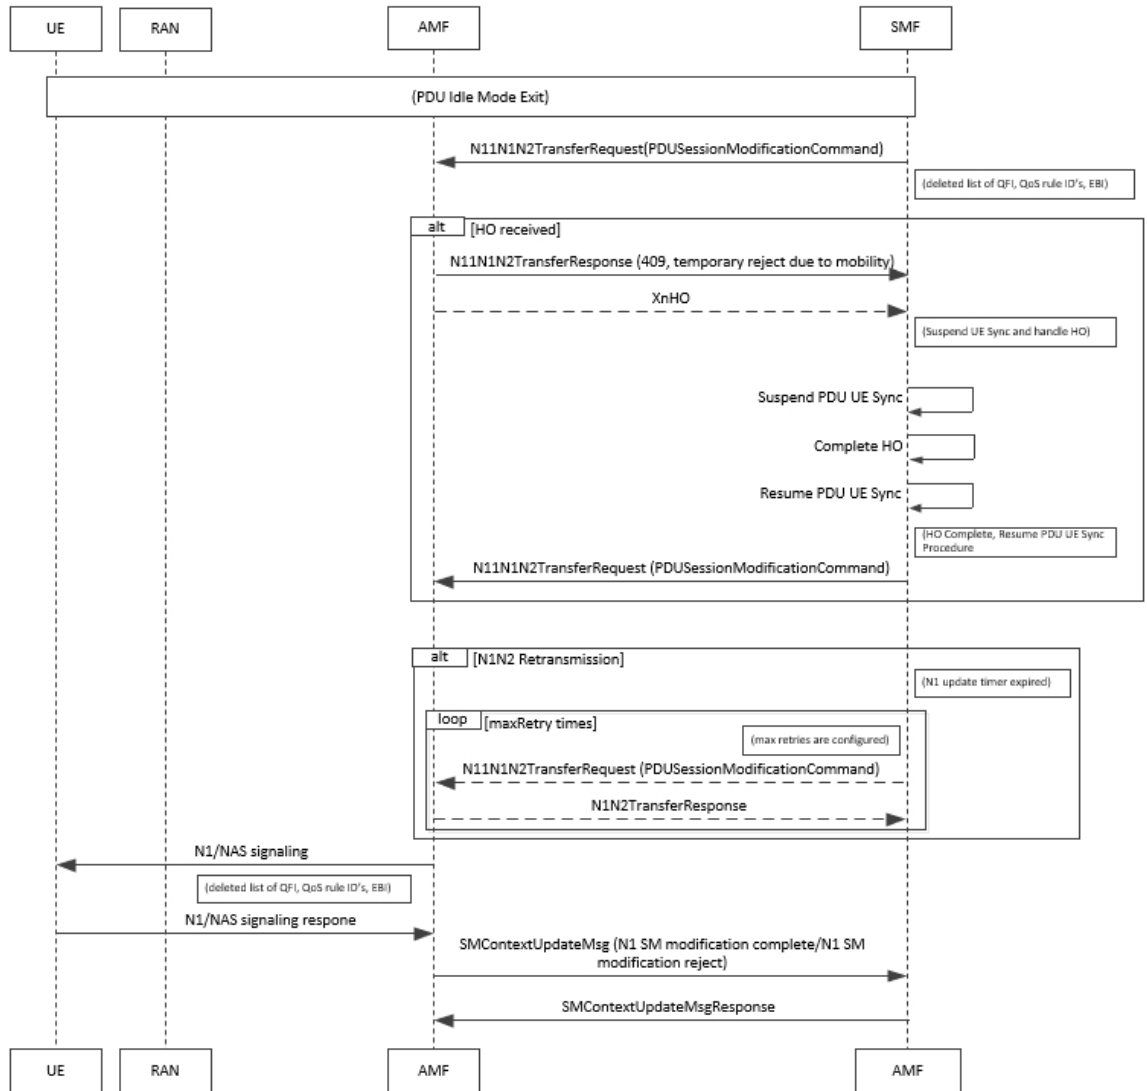 UE
RAN
AMF
SMF
(PDU Idle Mode Exit)
N11N1N2TransferRequest(PDUSessionModificationCommand)
(deleted list of QFI, QoS rule ID's, EBI)
alt
[HO received]
N11N1N2TransferResponse (409, temporary reject due to mobility)
XnHO
(Suspend UE Sync and handle HO)
Suspend PDU UE Sync
Complete HO
Resume PDU UE Sync
(HO Complete, Resume PDU UE Sync
Procedure
N11N1N2TransferRequest (PDUSessionModificationCommand)
alt
[N1N2 Retransmission]
(N1 update timer expired)
loop
[maxRetry times]
(max retries are configured)
N11N1N2TransferRequest (PDUSessionModificationCommand)
N1N2TransferResponse
N1/NAS signaling
(deleted list of QFI, QoS rule ID's, EBI)
N1/NAS signaling respone
SMContextUpdateMsg (N1 SM modification complete/N1 SM
modification reject)
SMContextUpdateMsgResponse
UE
RAN
AMF
AMF